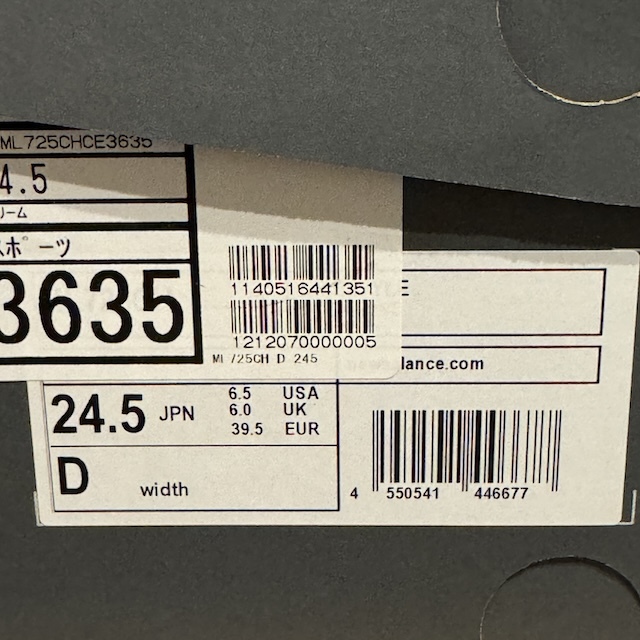 ML725CHCE3635
4.5
リーム
スポーツ
3635
1140516441351
1212070000005
ML725CH D 245
E
lance.com
24.5 JPN
6.5 USA
6.0 UK
39.5 EUR
D width
4 550541 446677